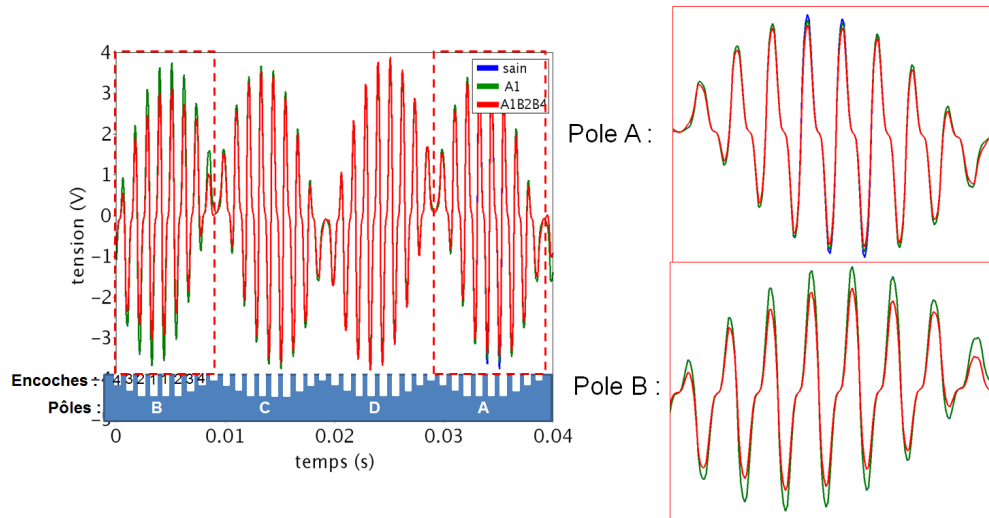 4
3
2
1
0
−1
−2
−3
tension (V)
sain
A1
A1B2B4
Encoches :
4 3 2 1 1 2 3 4
Pôles :
B C D A
0 0.01 0.02 0.03 0.04
temps (s)
Pole A :
Pole B :